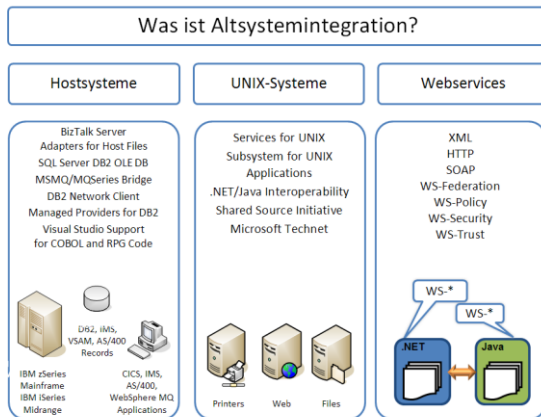 Was ist Altsystemintegration?
Hostsysteme
UNIX-Systeme
Webservices
BizTalk Server
Adapters for Host Files
SQL Server DB2 OLE DB
MSMQ/MQSeries Bridge
DB2 Network Client
Managed Providers for DB2
Visual Studio Support
for COBOL and RPG Code
DB2, iMS,
VSAM, AS/400
Records
IBM zSeries
Mainframe
IBM iSeries
Midrange
CICS, IMS,
AS/400,
WebSphere MQ
Applications
Services for UNIX
Subsystem for UNIX
Applications
.NET/Java Interoperability
Shared Source Initiative
Microsoft Technet
Printers
Web
Files
XML
HTTP
SOAP
WS-Federation
WS-Policy
WS-Security
WS-Trust
WS-*
WS-*
.NET
Java